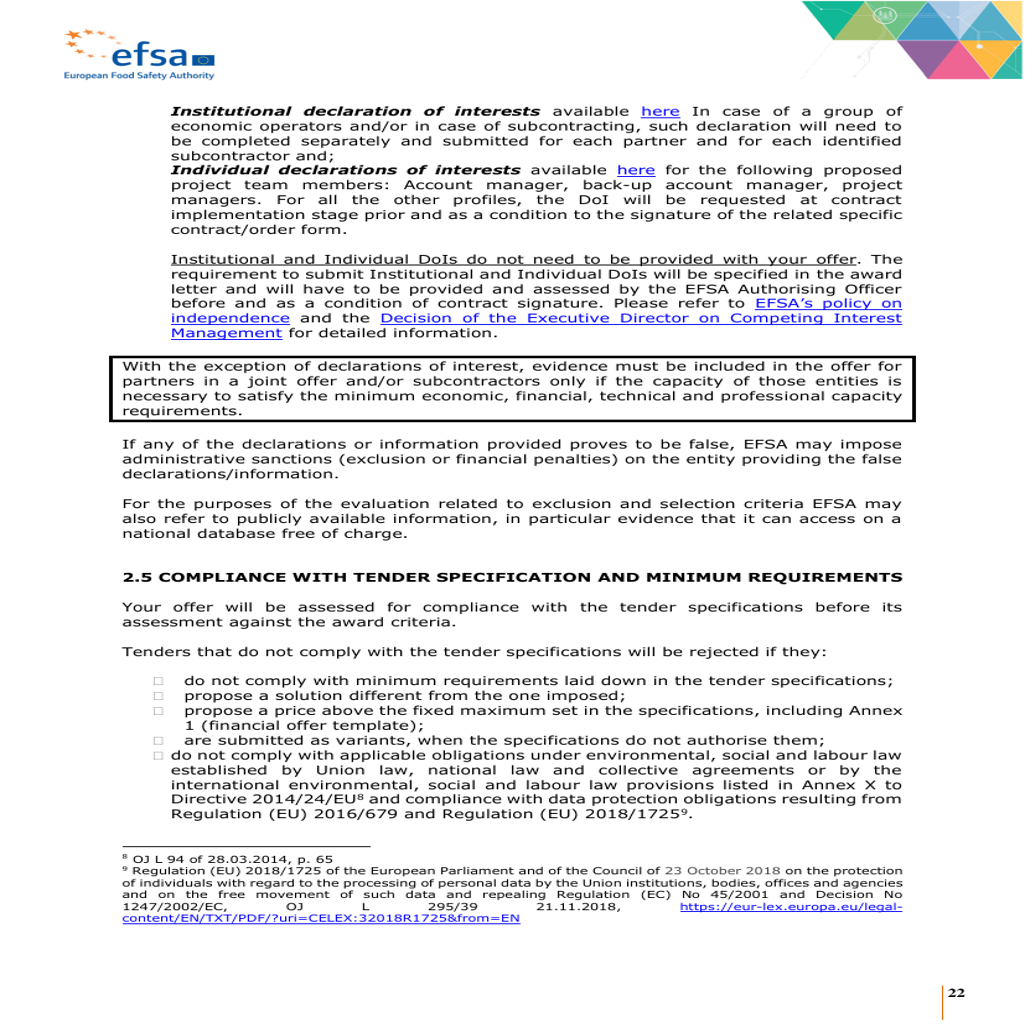 efsa
European Food Safety Authority
Institutional declaration of interests available here In case of a group of
economic operators and/or in case of subcontracting, such declaration will need to
be completed separately and submitted for each partner and for each identified
subcontractor and;
Individual declarations of interests available here for the following proposed
project team members: Account manager, back-up account manager, project
managers. For all the other profiles, the DoI will be requested at contract
implementation stage prior and as a condition to the signature of the related specific
contract/order form.
Institutional and Individual DoIs do not need to be provided with your offer. The
requirement to submit Institutional and Individual DoIs will be specified in the award
letter and will have to be provided and assessed by the EFSA Authorising Officer
before and as a condition of contract signature. Please refer to EFSA's policy on
independence and the Decision of the Executive Director on Competing Interest
Management for detailed information.
With the exception of declarations of interest, evidence must be included in the offer for
partners in a joint offer and/or subcontractors only if the capacity of those entities is
necessary to satisfy the minimum economic, financial, technical and professional capacity
requirements.
If any of the declarations or information provided proves to be false, EFSA may impose
administrative sanctions (exclusion or financial penalties) on the entity providing the false
declarations/information.
For the purposes of the evaluation related to exclusion and selection criteria EFSA may
also refer to publicly available information, in particular evidence that it can access on a
national database free of charge.
2.5 COMPLIANCE WITH TENDER SPECIFICATION AND MINIMUM REQUIREMENTS
Your offer will be assessed for compliance with the tender specifications before its
assessment against the award criteria.
Tenders that do not comply with the tender specifications will be rejected if they:
□ do not comply with minimum requirements laid down in the tender specifications;
□ propose a solution different from the one imposed;
□ propose a price above the fixed maximum set in the specifications, including Annex
1 (financial offer template);
□ are submitted as variants, when the specifications do not authorise them;
□ do not comply with applicable obligations under environmental, social and labour law
established by Union law, national law and collective agreements or by the
international environmental, social and labour law provisions listed in Annex X to
Directive 2014/24/EU⁸ and compliance with data protection obligations resulting from
Regulation (EU) 2016/679 and Regulation (EU) 2018/1725⁹.
⁸ OJ L 94 of 28.03.2014, p. 65
⁹ Regulation (EU) 2018/1725 of the European Parliament and of the Council of 23 October 2018 on the protection
of individuals with regard to the processing of personal data by the Union institutions, bodies, offices and agencies
and on the free movement of such data and repealing Regulation (EC) No 45/2001 and Decision No
1247/2002/EC, OJ L 295/39 21.11.2018, https://eur-lex.europa.eu/legal-
content/EN/TXT/PDF/?uri=CELEX:32018R1725&from=EN
22